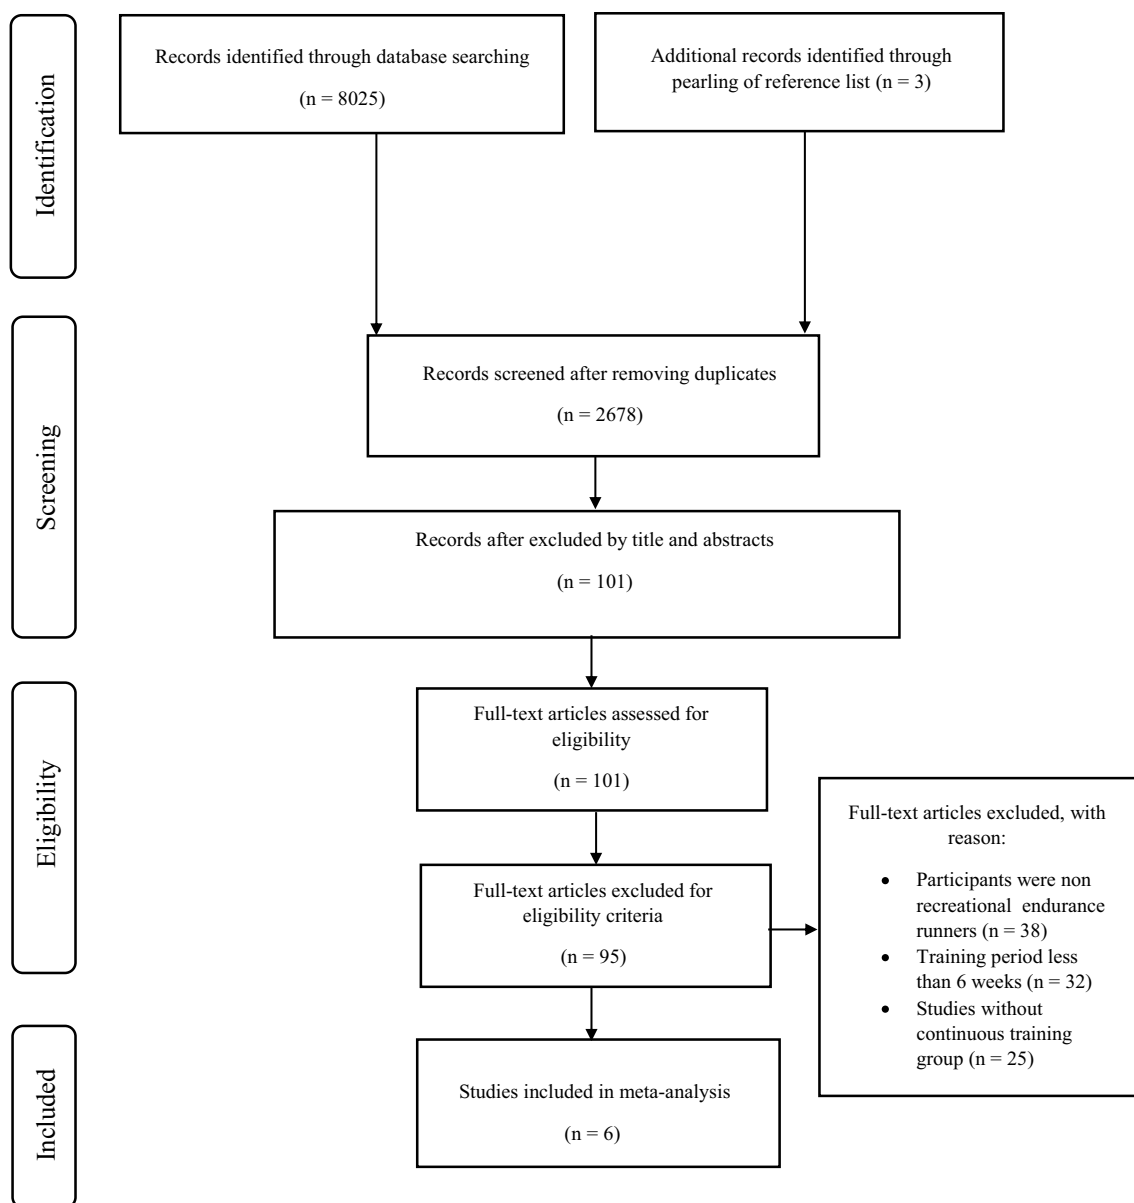 Identification
Records identified through database searching
(n = 8025)
Additional records identified through
pearling of reference list (n = 3)
Screening
Records screened after removing duplicates
(n = 2678)
Records after excluded by title and abstracts
(n = 101)
Eligibility
Full-text articles assessed for
eligibility
(n = 101)
Full-text articles excluded for
eligibility criteria
(n = 95)
Full-text articles excluded, with
reason:
• Participants were non
recreational endurance
runners (n = 38)
• Training period less
than 6 weeks (n = 32)
• Studies without
continuous training
group (n = 25)
Included
Studies included in meta-analysis
(n = 6)